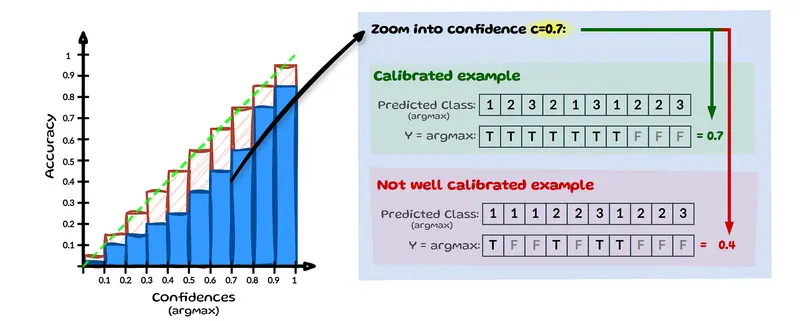 1
0.9
0.8
0.7
0.6
0.5
0.4
0.3
0.2
0.1
Accuracy
0.1 0.2 0.3 0.4 0.5 0.6 0.7 0.8 0.9 1
Confidences
(argmax)
Zoom into confidence c=0.7:
Calibrated example
Predicted Class: 1 2 3 2 1 3 1 2 2 3
(argmax)
Y = argmax: T T T T T T T F F F = 0.7
Not well calibrated example
Predicted Class: 1 1 1 2 2 3 1 2 2 3
(argmax)
Y = argmax: T F F T F T T F F F = 0.4